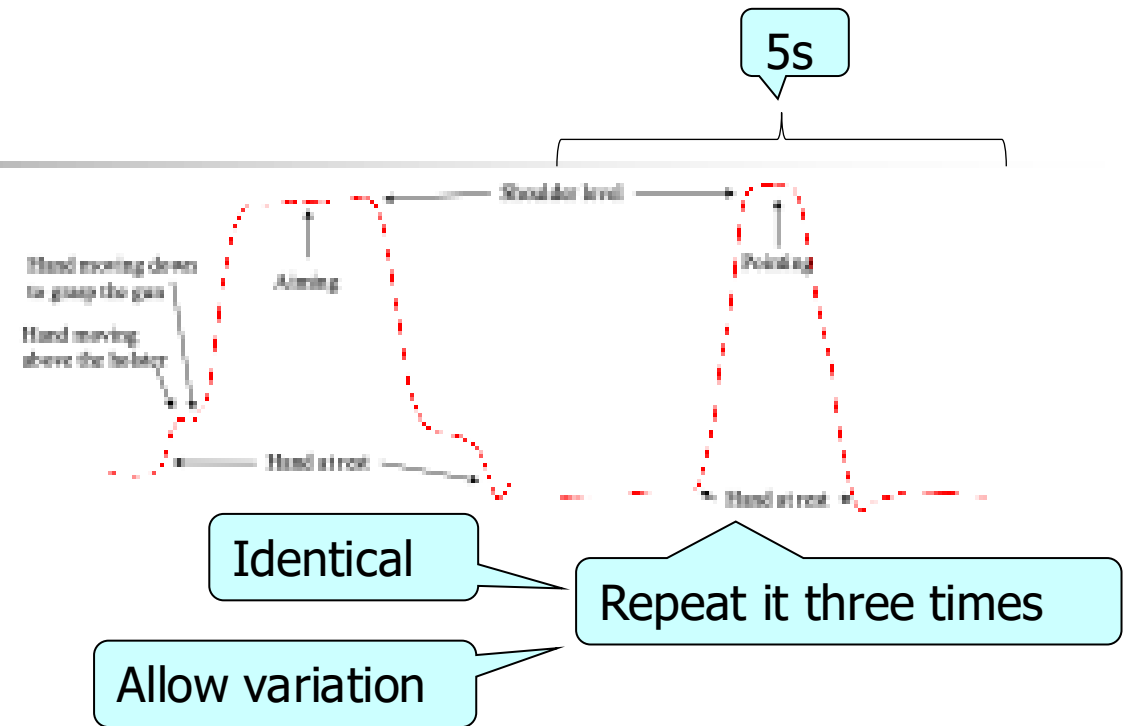 5s
Shoulder level
Hand moving down
to grasp the gun
Aiming
Pointing
Hand moving
above the holster
Hand at rest
Hand at rest
Identical
Repeat it three times
Allow variation